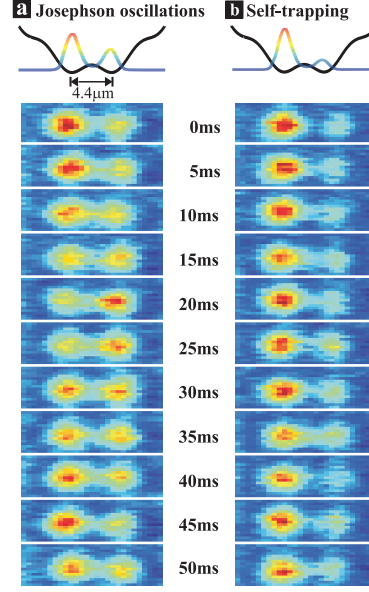 a Josephson oscillations
b Self-trapping
4.4μm
0ms
5ms
10ms
15ms
20ms
25ms
30ms
35ms
40ms
45ms
50ms